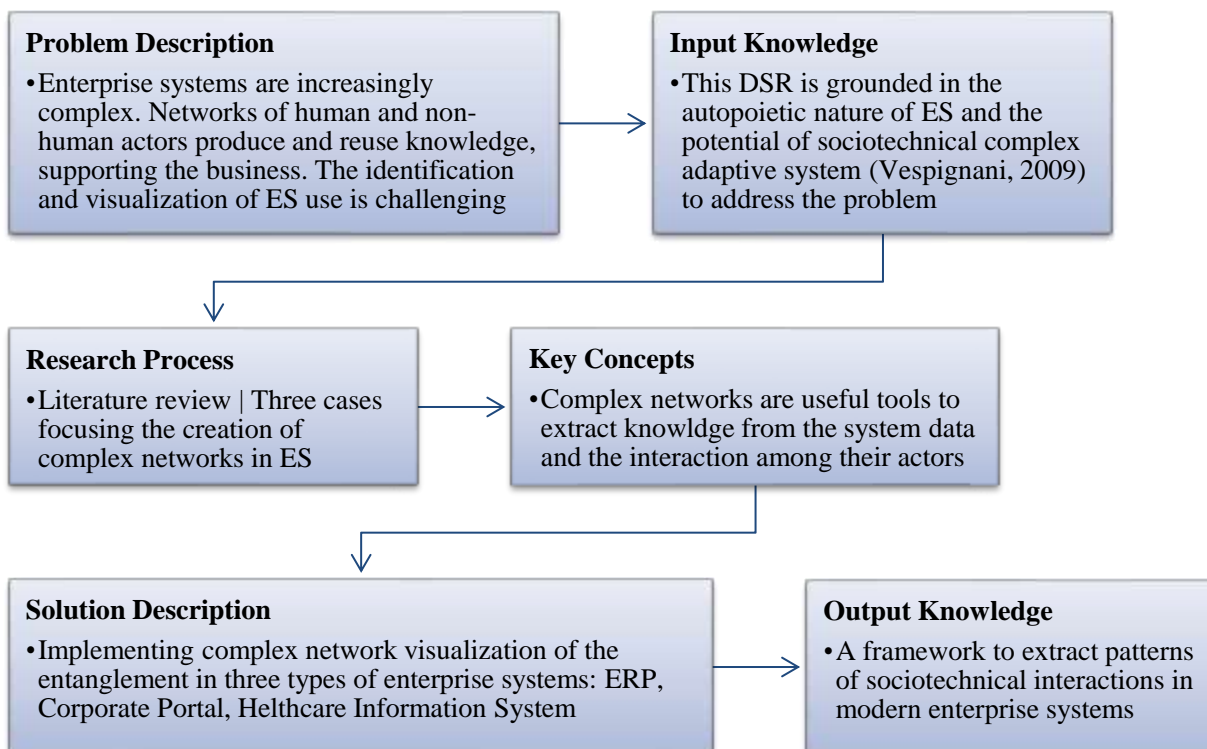 Problem Description
•Enterprise systems are increasingly
complex. Networks of human and non-
human actors produce and reuse knowledge,
supporting the business. The identification
and visualization of ES use is challenging
Input Knowledge
•This DSR is grounded in the
autopoietic nature of ES and the
potential of sociotechnical complex
adaptive system (Vespignani, 2009)
to address the problem
Research Process
•Literature review | Three cases
focusing the creation of
complex networks in ES
Key Concepts
•Complex networks are useful tools to
extract knowldge from the system data
and the interaction among their actors
Solution Description
•Implementing complex network visualization of the
entanglement in three types of enterprise systems: ERP,
Corporate Portal, Helthcare Information System
Output Knowledge
•A framework to extract patterns
of sociotechnical interactions in
modern enterprise systems